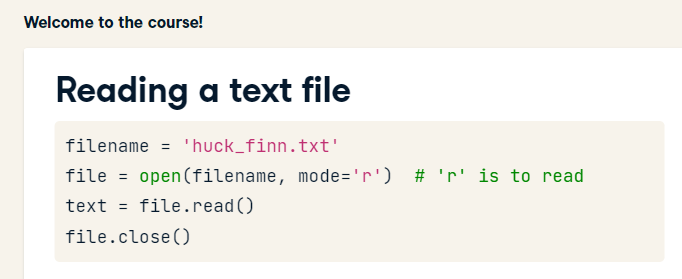 Welcome to the course!
Reading a text file
filename = 'huck_finn.txt'
file = open(filename, mode='r')  # 'r' is to read
text = file.read()
file.close()